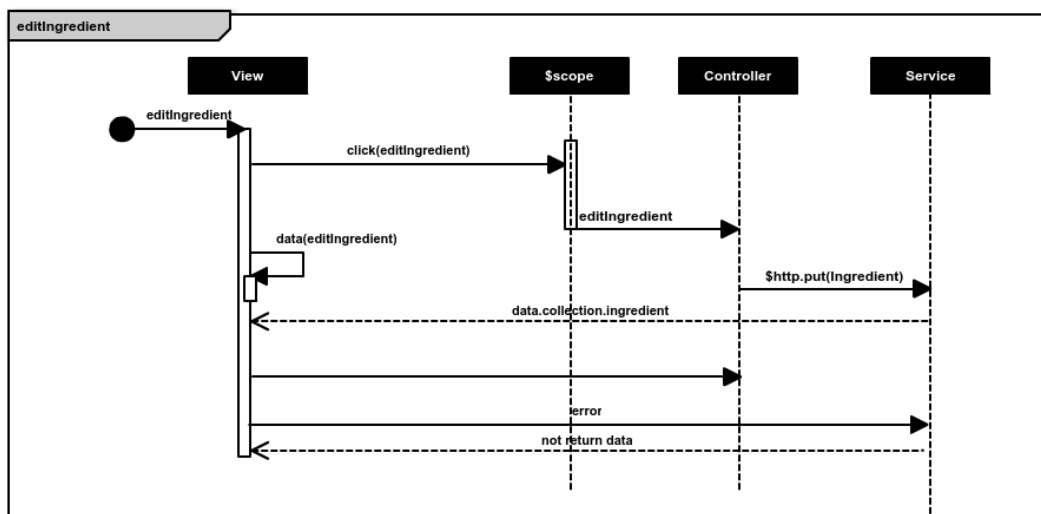 editIngredient
View
$scope
Controller
Service
editIngredient
click(editIngredient)
editIngredient
data(editIngredient)
$http.put(Ingredient)
data.collection.ingredient
error
not return data